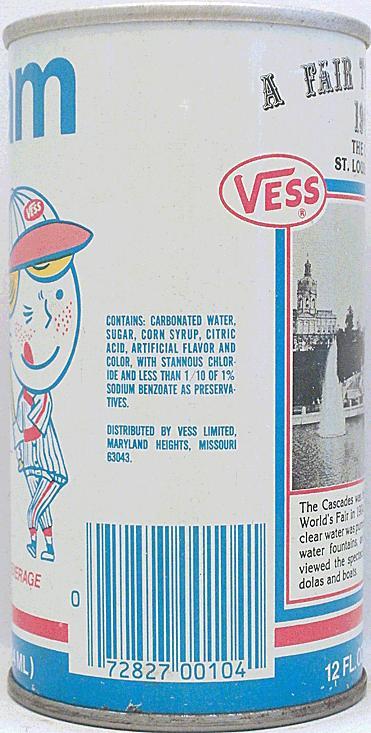 am
VESS
ERAGE
ML)
CONTAINS: CARBONATED WATER,
SUGAR, CORN SYRUP, CITRIC
ACID, ARTIFICIAL FLAVOR AND
COLOR, WITH STANNOUS CHLOR-
IDE AND LESS THAN 1/10 OF 1%
SODIUM BENZOATE AS PRESERVA-
TIVES.
DISTRIBUTED BY VESS LIMITED,
MARYLAND HEIGHTS, MISSOURI
63043.
0
72827 00104
A FAIR
THE
ST. LOU
VESS®
The Cascades was
World's Fair in
clear water was
water fountains,
viewed the
dolas and boats.
12 FL.